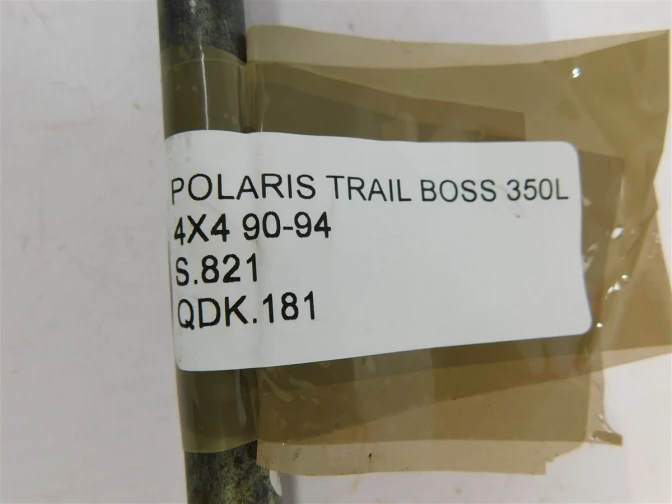 POLARIS TRAIL BOSS 350L
4X4 90-94
S.821
QDK.181